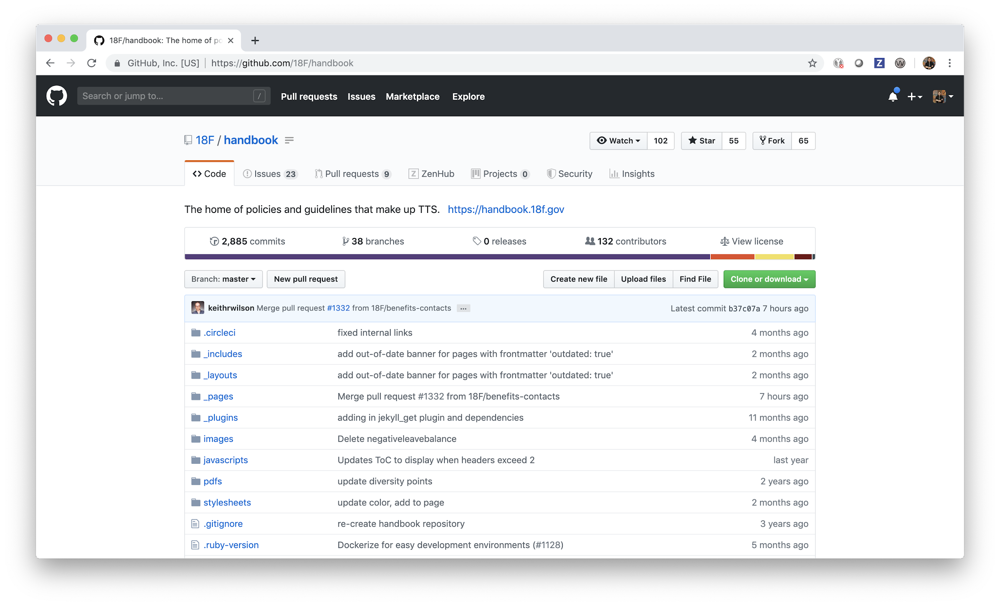 18F/handbook: The home of po
GitHub, Inc. [US] https://github.com/18F/handbook
Search or jump to... / Pull requests Issues Marketplace Explore
18F / handbook Watch 102 Star 55 Fork 65
Code Issues 23 Pull requests 9 ZenHub Projects 0 Security Insights
The home of policies and guidelines that make up TTS. https://handbook.18f.gov
2,885 commits 38 branches 0 releases 132 contributors View license
Branch: master New pull request Create new file Upload files Find File Clone or download
keithrwilson Merge pull request #1332 from 18F/benefits-contacts ... Latest commit b37c07a 7 hours ago
.circleci fixed internal links 4 months ago
_includes add out-of-date banner for pages with frontmatter 'outdated: true' 2 months ago
_layouts add out-of-date banner for pages with frontmatter 'outdated: true' 2 months ago
_pages Merge pull request #1332 from 18F/benefits-contacts 7 hours ago
_plugins adding in jekyll_get plugin and dependencies 11 months ago
images Delete negativeleavebalance 4 months ago
javascripts Updates ToC to display when headers exceed 2 last year
pdfs update diversity points 2 years ago
stylesheets update color, add to page 2 months ago
.gitignore re-create handbook repository 3 years ago
.ruby-version Dockerize for easy development environments (#1128) 5 months ago